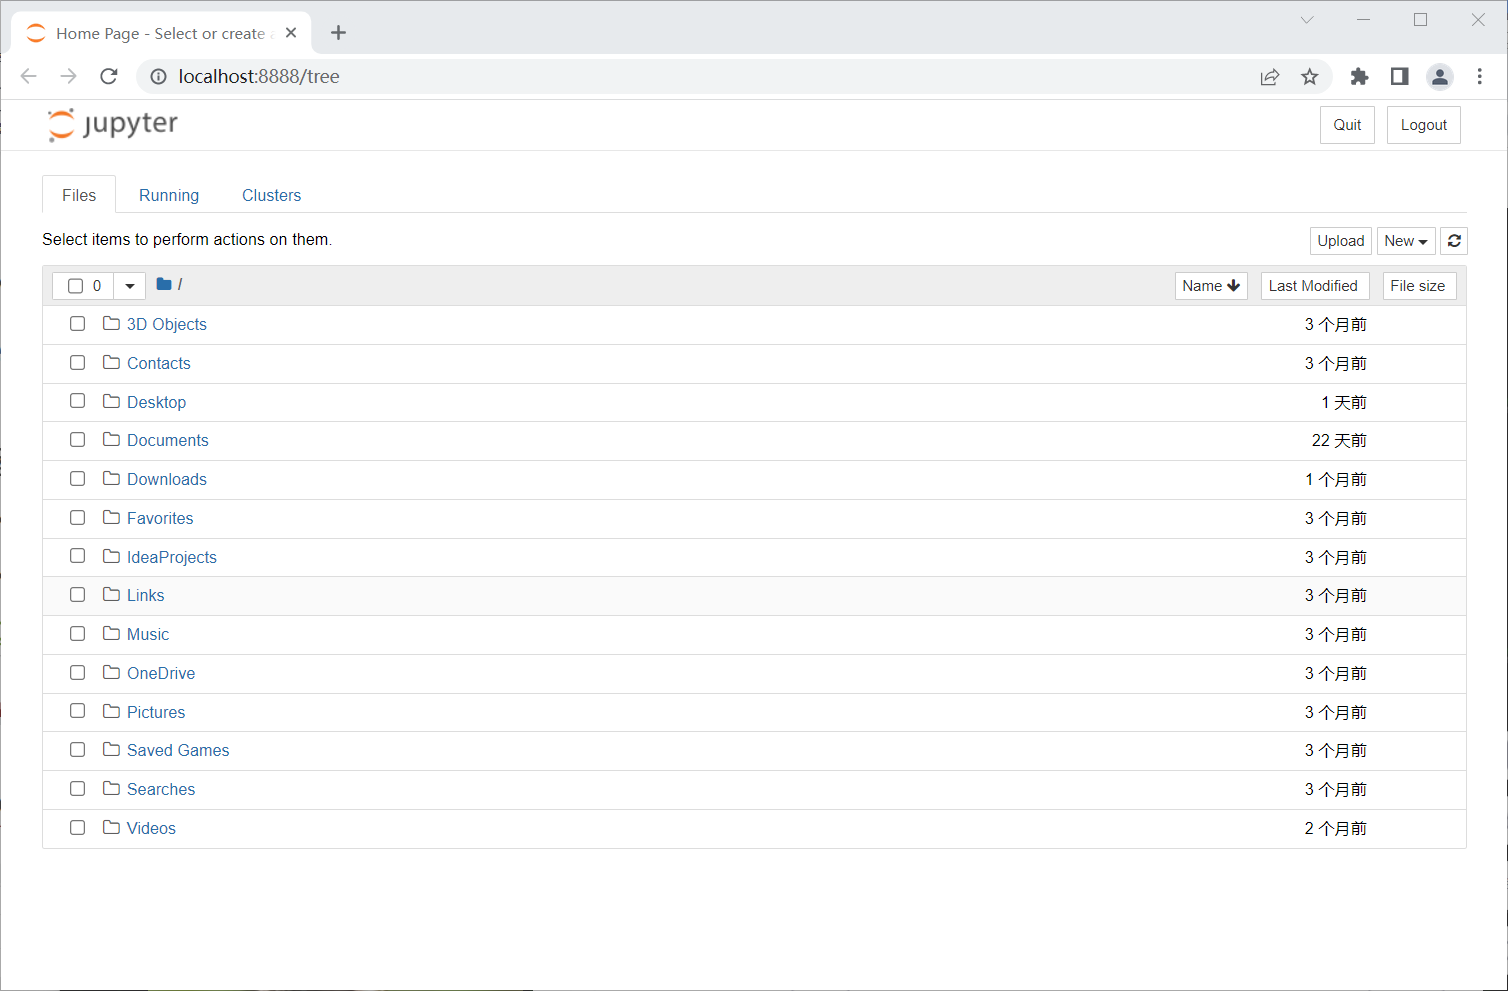 Home Page - Select or create a
localhost:8888/tree
jupyter
Quit Logout
Files Running Clusters
Select items to perform actions on them.
Upload New
0 / Name Last Modified File size
3D Objects 3 个月前
Contacts 3 个月前
Desktop 1 天前
Documents 22 天前
Downloads 1 个月前
Favorites 3 个月前
IdeaProjects 3 个月前
Links 3 个月前
Music 3 个月前
OneDrive 3 个月前
Pictures 3 个月前
Saved Games 3 个月前
Searches 3 个月前
Videos 2 个月前